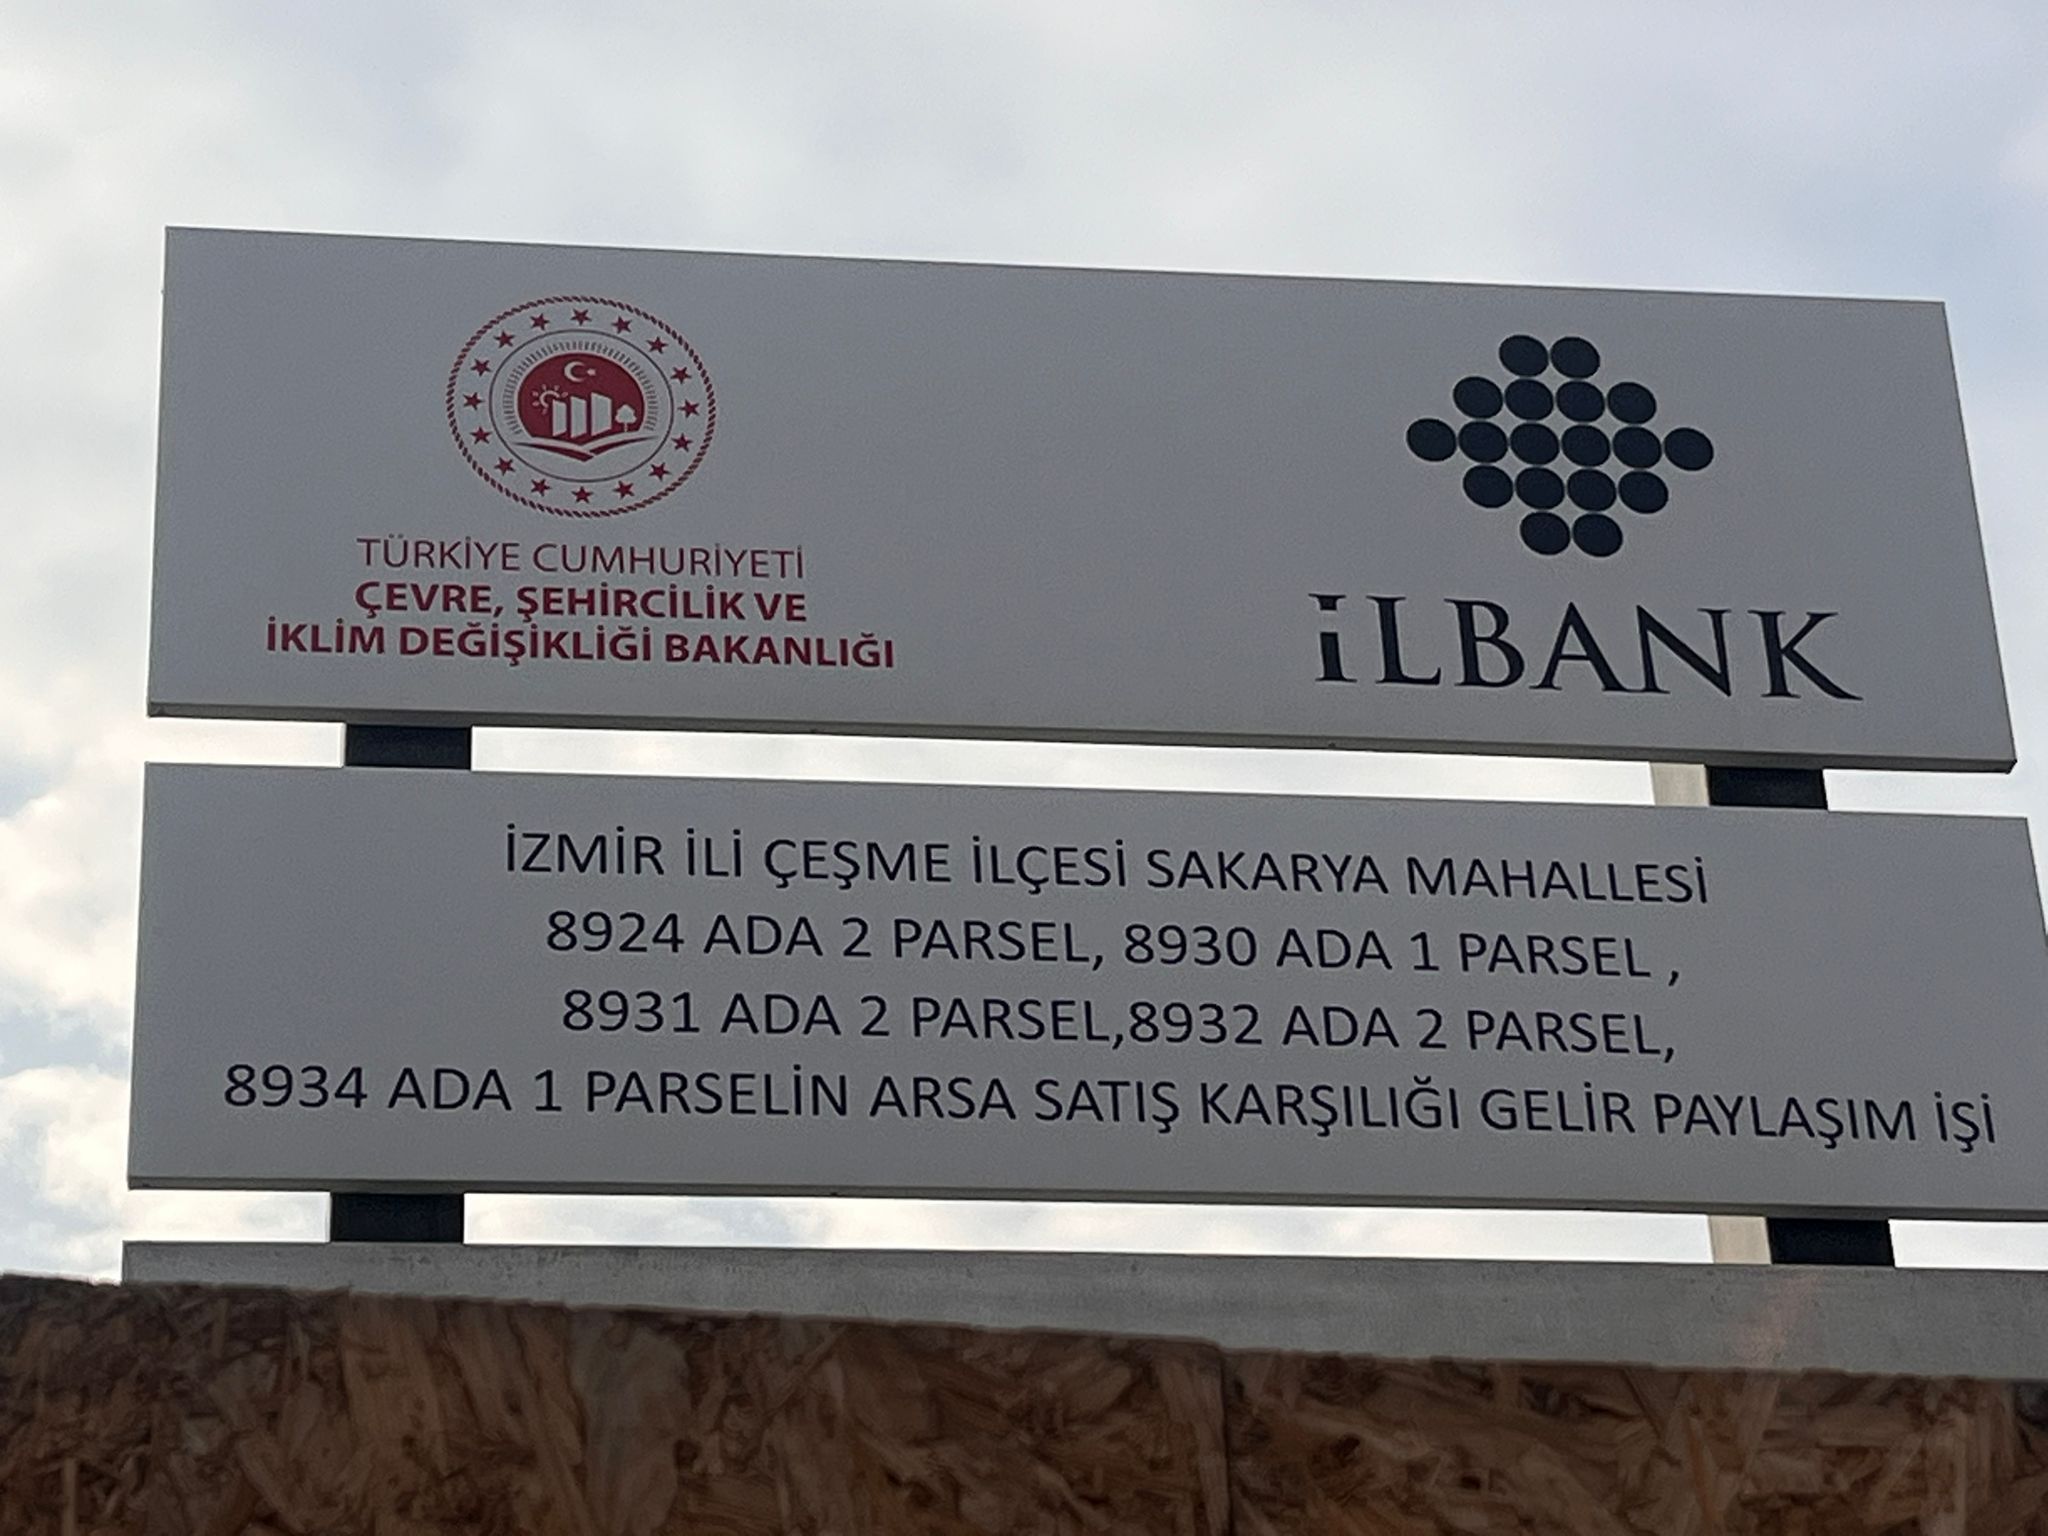 TÜRKİYE CUMHURİYETİ
ÇEVRE, ŞEHİRCİLİK VE
İKLİM DEĞİŞİKLİĞİ BAKANLIĞI
İLBANK
İZMİR İLİ ÇEŞME İLÇESİ SAKARYA MAHALLESİ
8924 ADA 2 PARSEL, 8930 ADA 1 PARSEL ,
8931 ADA 2 PARSEL,8932 ADA 2 PARSEL,
8934 ADA 1 PARSELİN ARSA SATIŞ KARŞILIĞI GELİR PAYLAŞIM İŞİ